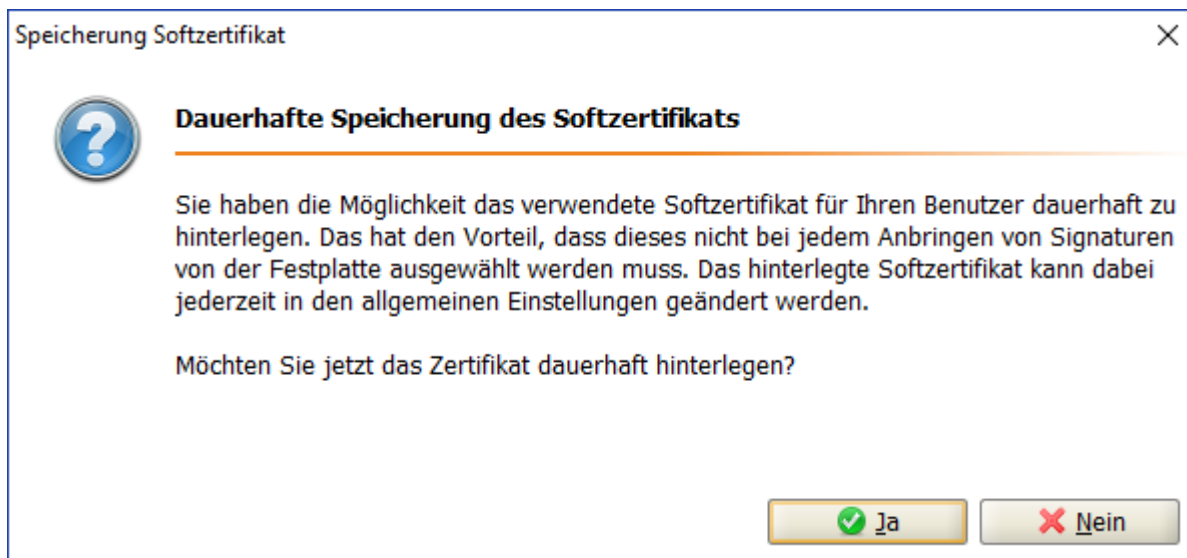 Speicherung Softzertifikat
Dauerhafte Speicherung des Softzertifikats
Sie haben die Möglichkeit das verwendete Softzertifikat für Ihren Benutzer dauerhaft zu
hinterlegen. Das hat den Vorteil, dass dieses nicht bei jedem Anbringen von Signaturen
von der Festplatte ausgewählt werden muss. Das hinterlegte Softzertifikat kann dabei
jederzeit in den allgemeinen Einstellungen geändert werden.
Möchten Sie jetzt das Zertifikat dauerhaft hinterlegen?
Ja
Nein